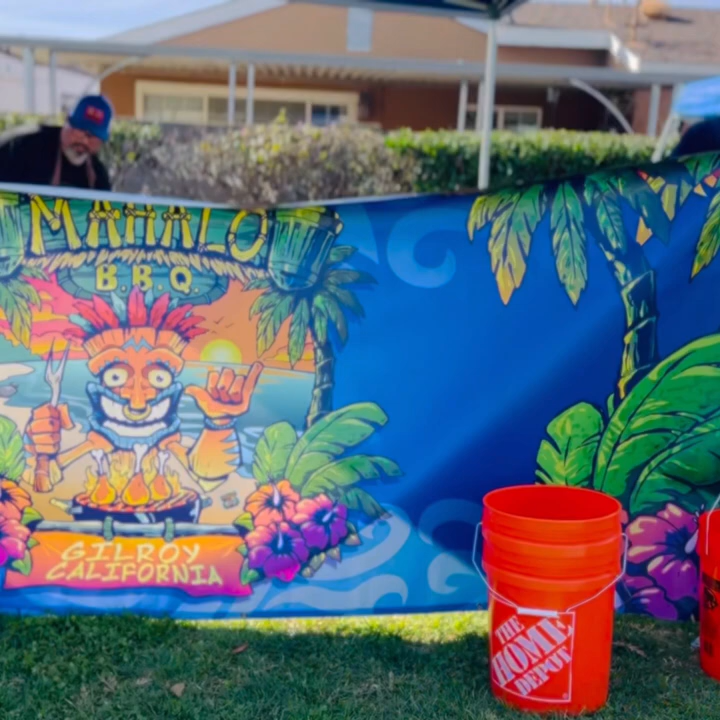 MAHALO
B.B.Q.
GILROY
CALIFORNIA
THE
HOME
DEPOT